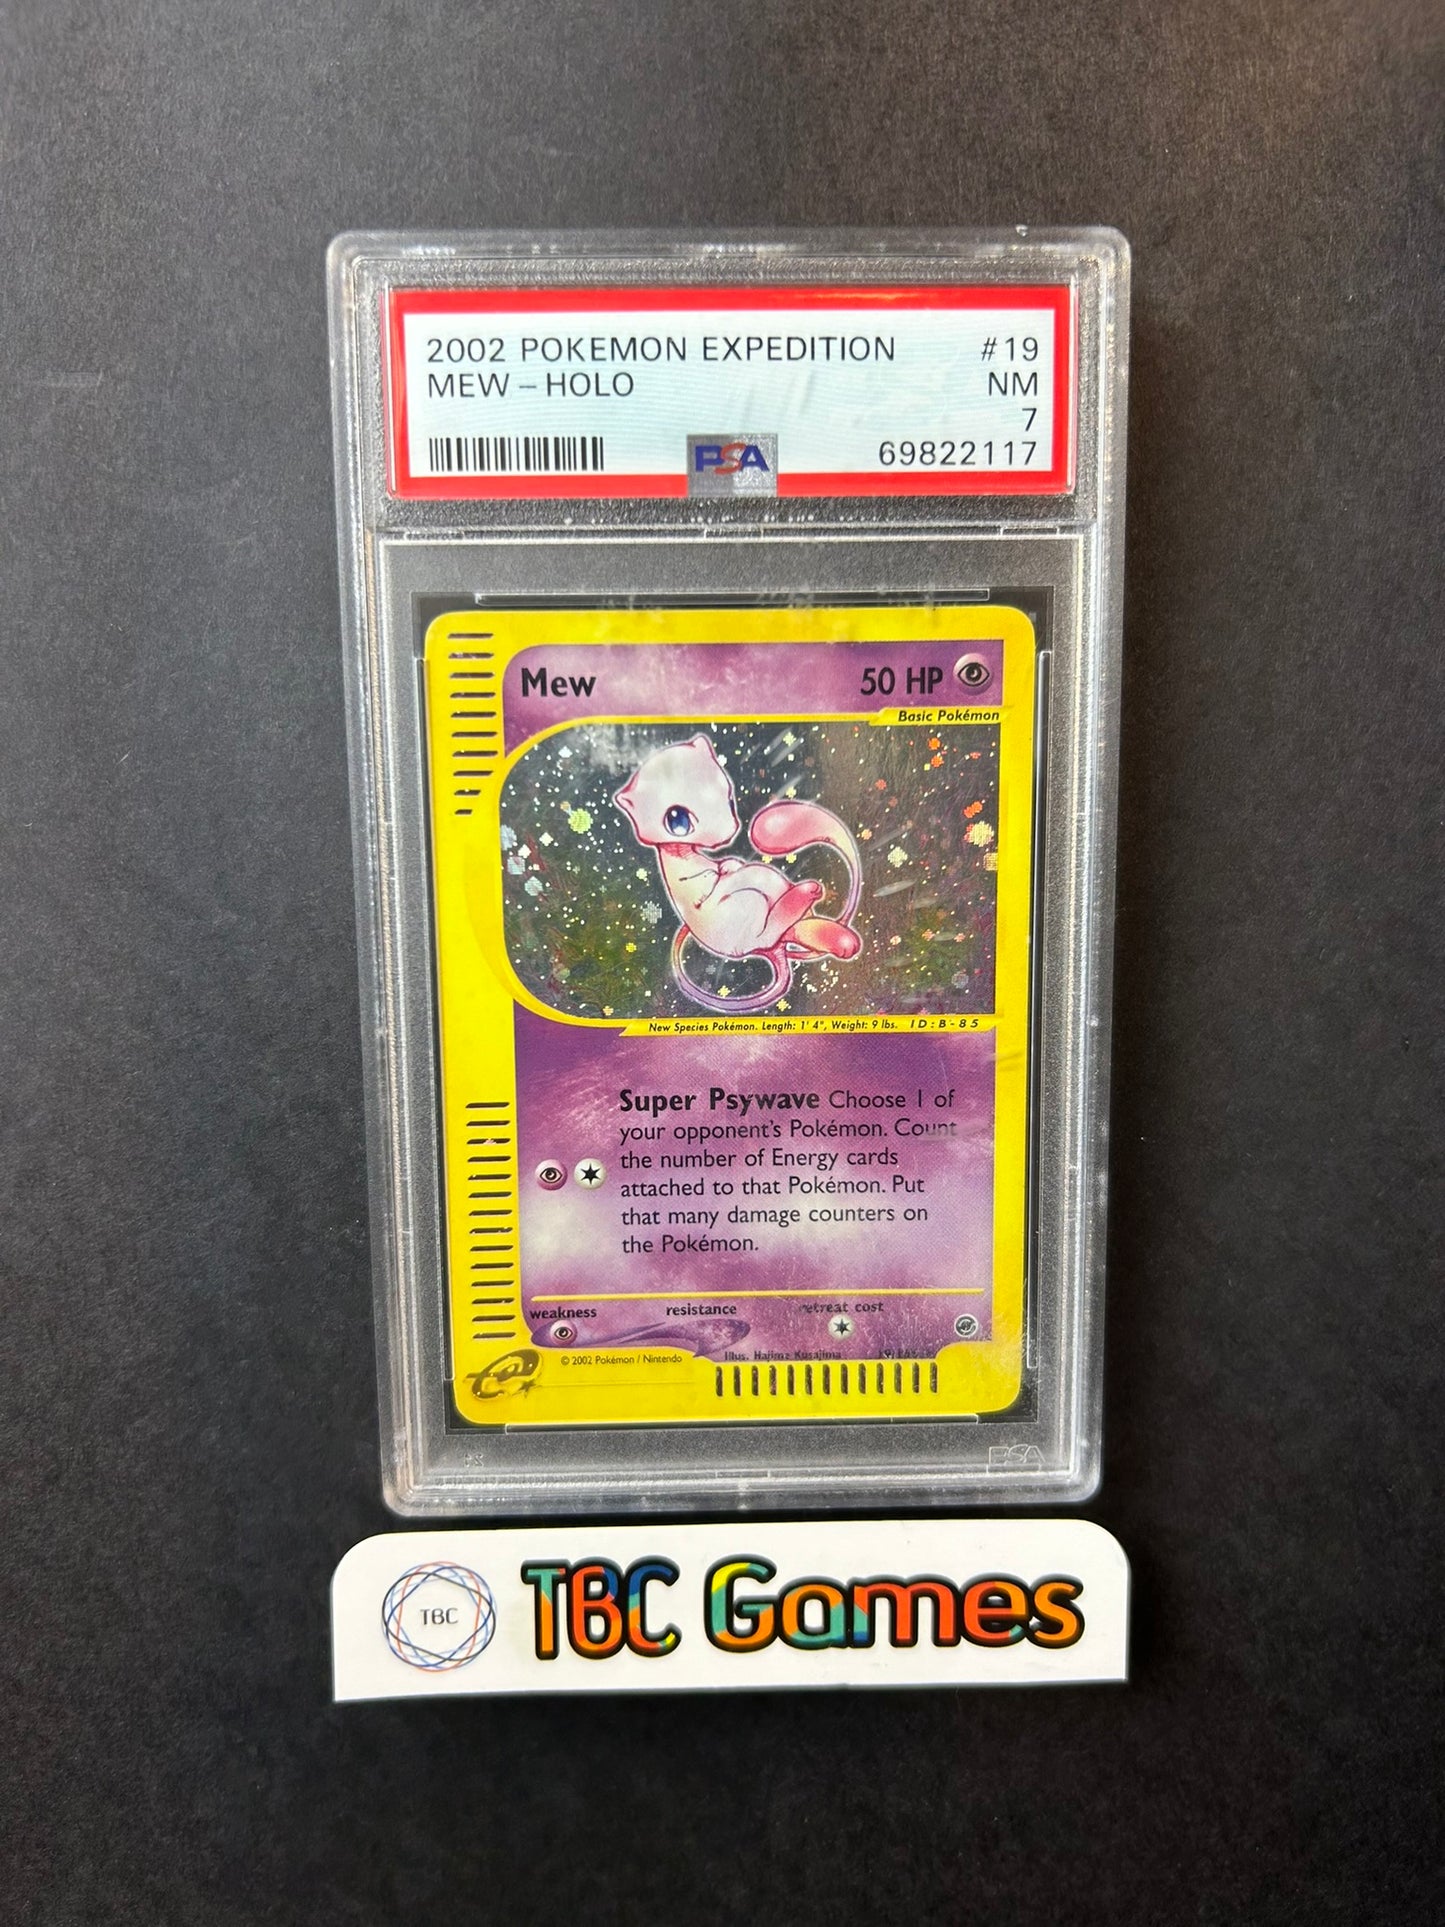 2002 POKEMON EXPEDITION #19
MEW – HOLO NM
7
PSA 69822117
Mew 50 HP
Basic Pokémon
New Species Pokémon. Length: 1' 4", Weight: 9 lbs. ID: B-85
Super Psywave Choose 1 of
your opponent's Pokémon. Count
the number of Energy cards
attached to that Pokémon. Put
that many damage counters on
the Pokémon.
weakness resistance retreat cost
Illus. Hajime Kusajima
© 2002 Pokémon / Nintendo
e
PSA
TBC TBC Games